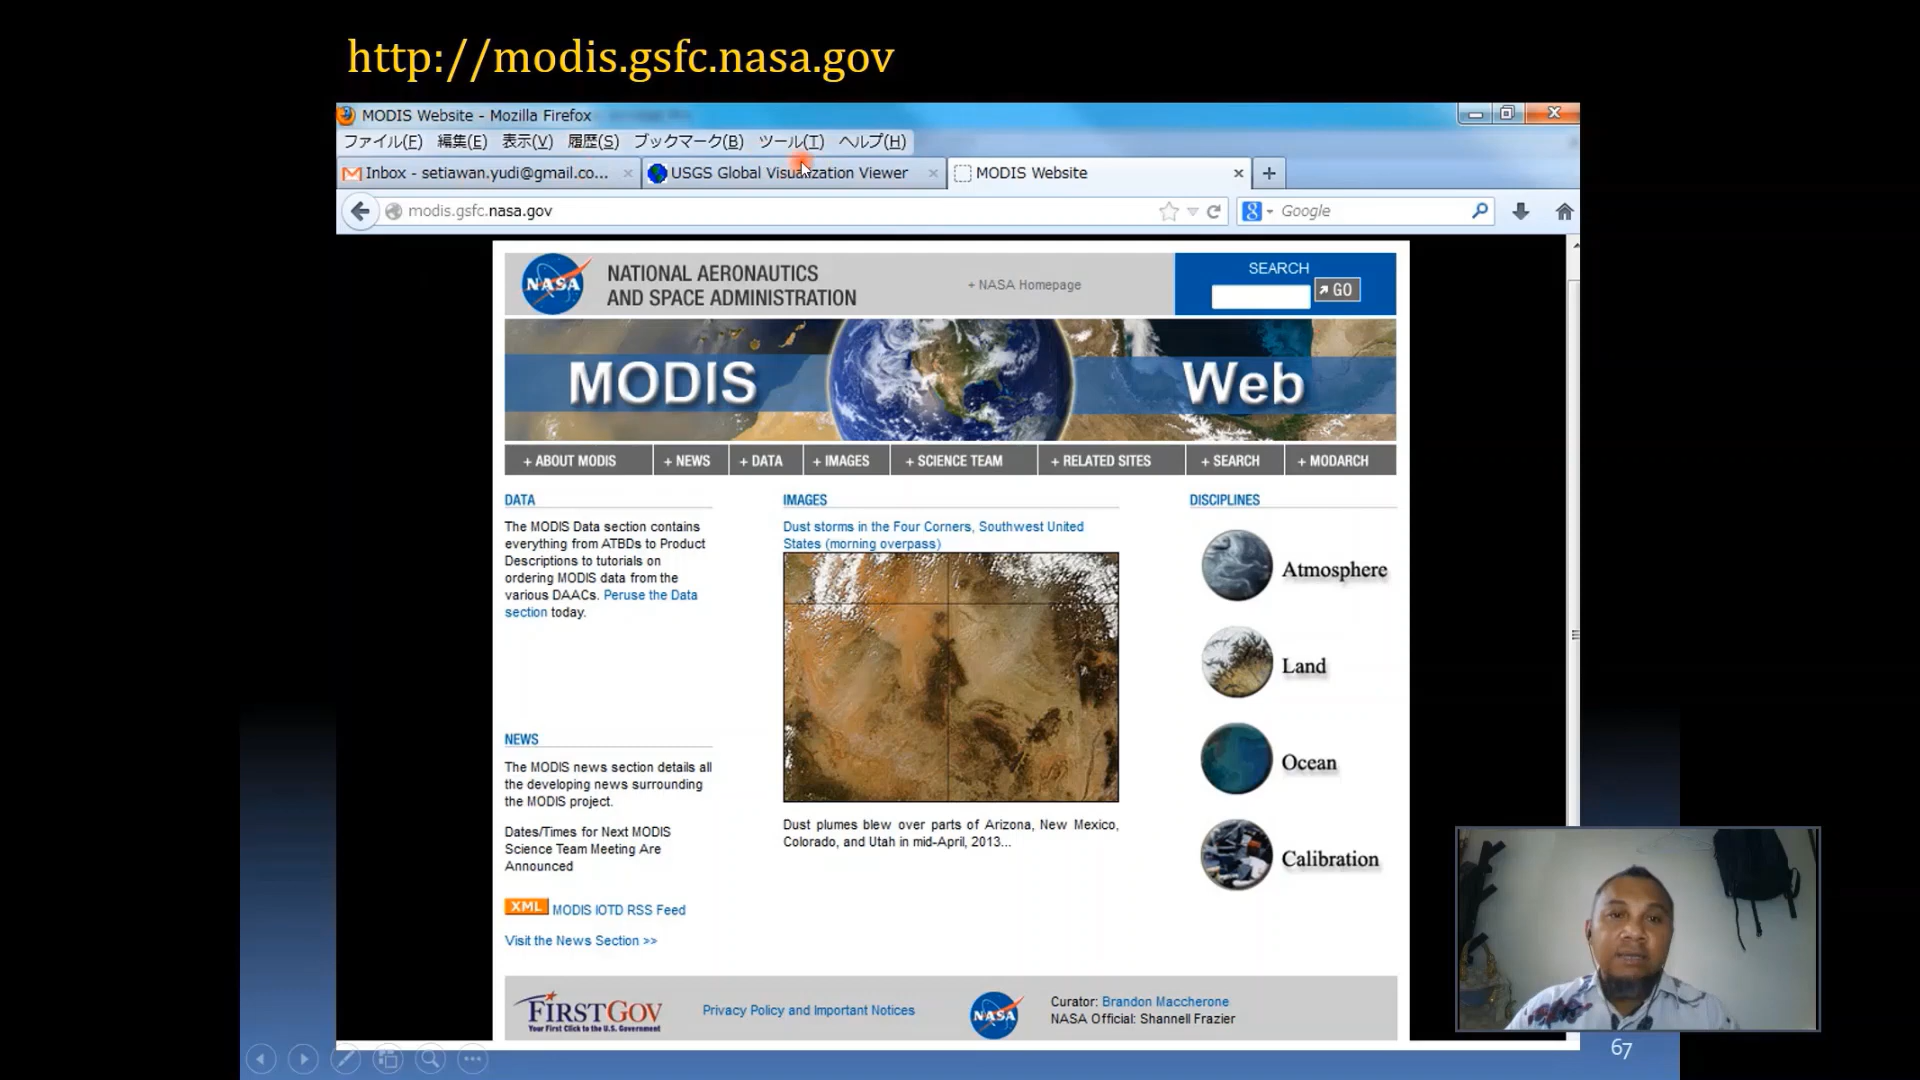 http://modis.gsfc.nasa.gov
MODIS Website - Mozilla Firefox
ファイル(F) 編集(E) 表示(V) 履歴(S) ブックマーク(B) ツール(T) ヘルプ(H)
Inbox - setiawan.yudi@gmail.co... × USGS Global Visualization Viewer × MODIS Website × +
modis.gsfc.nasa.gov
8 Google
NASA
NATIONAL AERONAUTICS
AND SPACE ADMINISTRATION
+ NASA Homepage
SEARCH
GO
MODIS Web
+ ABOUT MODIS + NEWS + DATA + IMAGES + SCIENCE TEAM + RELATED SITES + SEARCH + MODARCH
DATA
The MODIS Data section contains
everything from ATBDs to Product
Descriptions to tutorials on
ordering MODIS data from the
various DAACs. Peruse the Data
section today.
NEWS
The MODIS news section details all
the developing news surrounding
the MODIS project.
Dates/Times for Next MODIS
Science Team Meeting Are
Announced
XML MODIS IOTD RSS Feed
Visit the News Section >>
IMAGES
Dust storms in the Four Corners, Southwest United
States (morning overpass)
Dust plumes blew over parts of Arizona, New Mexico,
Colorado, and Utah in mid-April, 2013...
DISCIPLINES
Atmosphere
Land
Ocean
Calibration
FIRSTGOV
Your First Click to the U.S. Government
Privacy Policy and Important Notices
NASA
Curator: Brandon Maccherone
NASA Official: Shannell Frazier
67